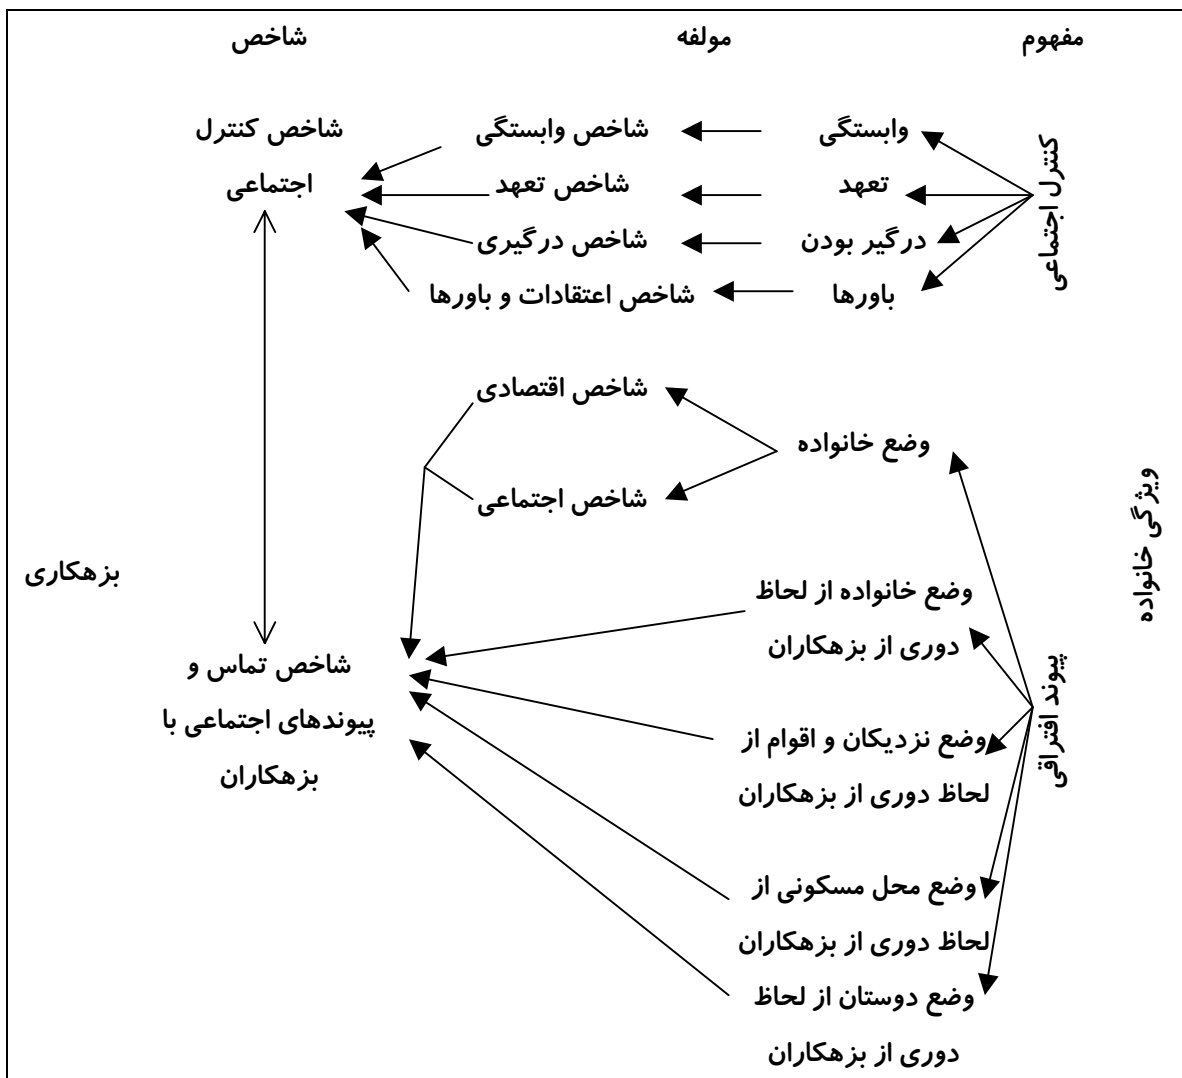 مفهوم
مولفه
شاخص
کنترل اجتماعی
وابستگی
شاخص وابستگی
شاخص کنترل
تعهد
شاخص تعهد
اجتماعی
درگیر بودن
شاخص درگیری
باورها
شاخص اعتقادات و باورها
ویژگی خانواده
شاخص اقتصادی
وضع خانواده
شاخص اجتماعی
بزهکاری
پیوند افتراقی
وضع خانواده از لحاظ
دوری از بزهکاران
شاخص تماس و
پیوندهای اجتماعی با
بزهکاران
وضع نزدیکان و اقوام از
لحاظ دوری از بزهکاران
وضع محل مسکونی از
لحاظ دوری از بزهکاران
وضع دوستان از لحاظ
دوری از بزهکاران